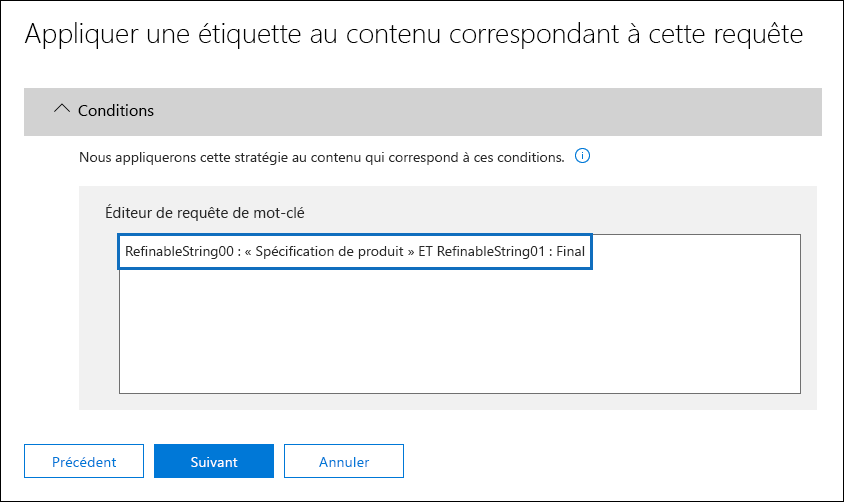 Appliquer une étiquette au contenu correspondant à cette requête
Conditions
Nous appliquerons cette stratégie au contenu qui correspond à ces conditions.
Éditeur de requête de mot-clé
RefinableString00 : « Spécification de produit » ET RefinableString01 : Final
Précédent
Suivant
Annuler